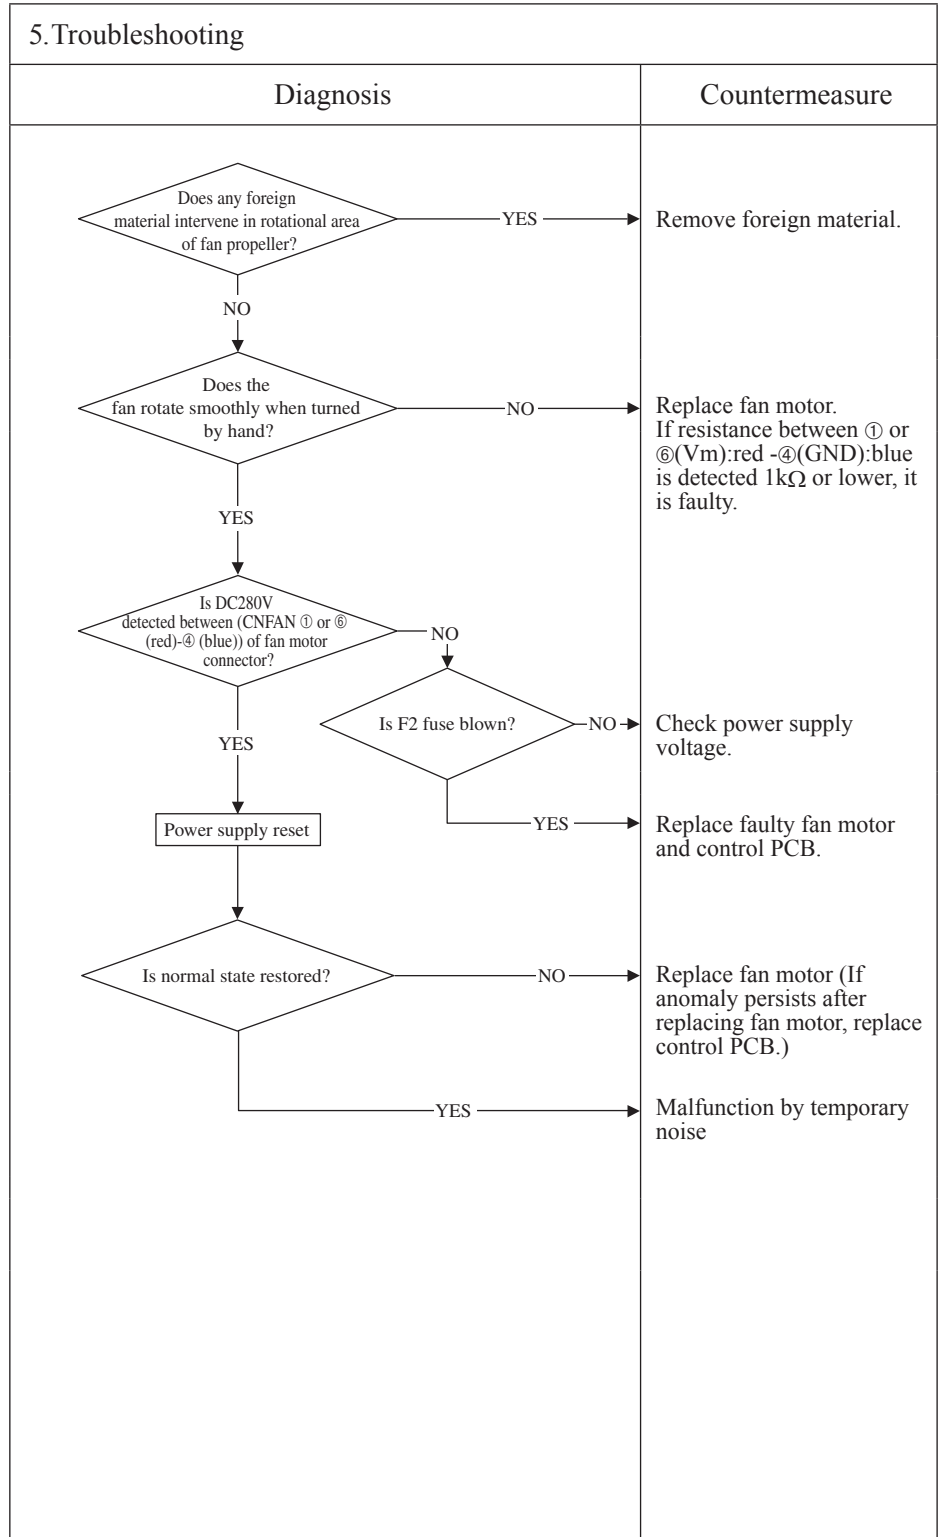 5.Troubleshooting
Diagnosis
Countermeasure
Does any foreign
material intervene in rotational area
of fan propeller?
YES
Remove foreign material.
NO
Does the
fan rotate smoothly when turned
by hand?
NO
Replace fan motor.
If resistance between ① or
⑥(Vm):red -④(GND):blue
is detected 1kΩ or lower, it
is faulty.
YES
Is DC280V
detected between (CNFAN ① or ⑥
(red)-④ (blue)) of fan motor
connector?
NO
Is F2 fuse blown?
NO
Check power supply
voltage.
YES
YES
Replace faulty fan motor
and control PCB.
Power supply reset
Is normal state restored?
NO
Replace fan motor (If
anomaly persists after
replacing fan motor, replace
control PCB.)
YES
Malfunction by temporary
noise